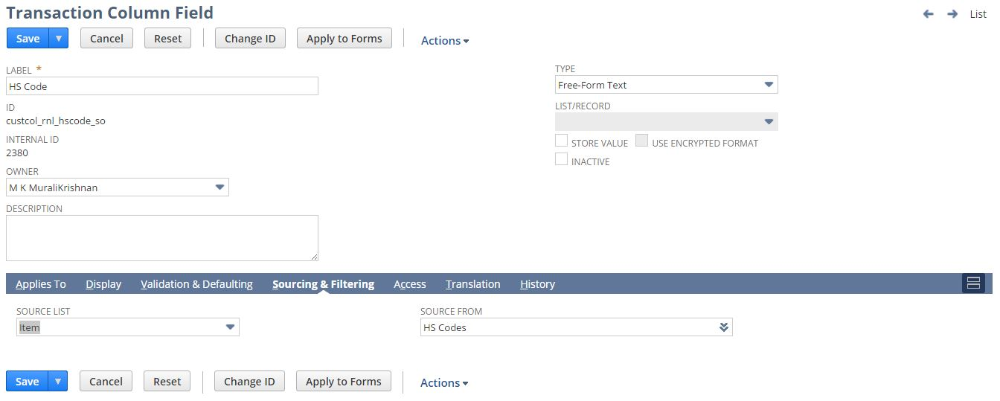 Transaction Column Field
List
Save Cancel Reset Change ID Apply to Forms Actions
LABEL *
HS Code
ID
custcol_rnl_hscode_so
INTERNAL ID
2380
OWNER
M K MuraliKrishnan
DESCRIPTION
TYPE
Free-Form Text
LIST/RECORD
STORE VALUE USE ENCRYPTED FORMAT
INACTIVE
Applies To Display Validation & Defaulting Sourcing & Filtering Access Translation History
SOURCE LIST
Item
SOURCE FROM
HS Codes
Save Cancel Reset Change ID Apply to Forms Actions